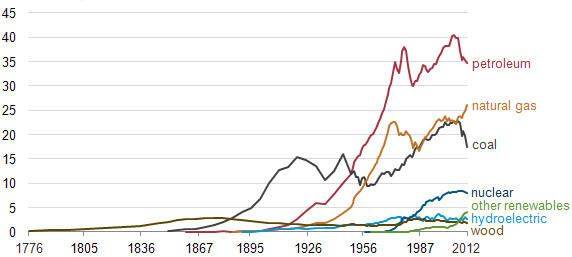 45
40
35
30
25
20
15
10
5
0
petroleum
natural gas
coal
nuclear
other renewables
hydroelectric
wood
1776 1805 1836 1867 1895 1926 1956 1987 2012